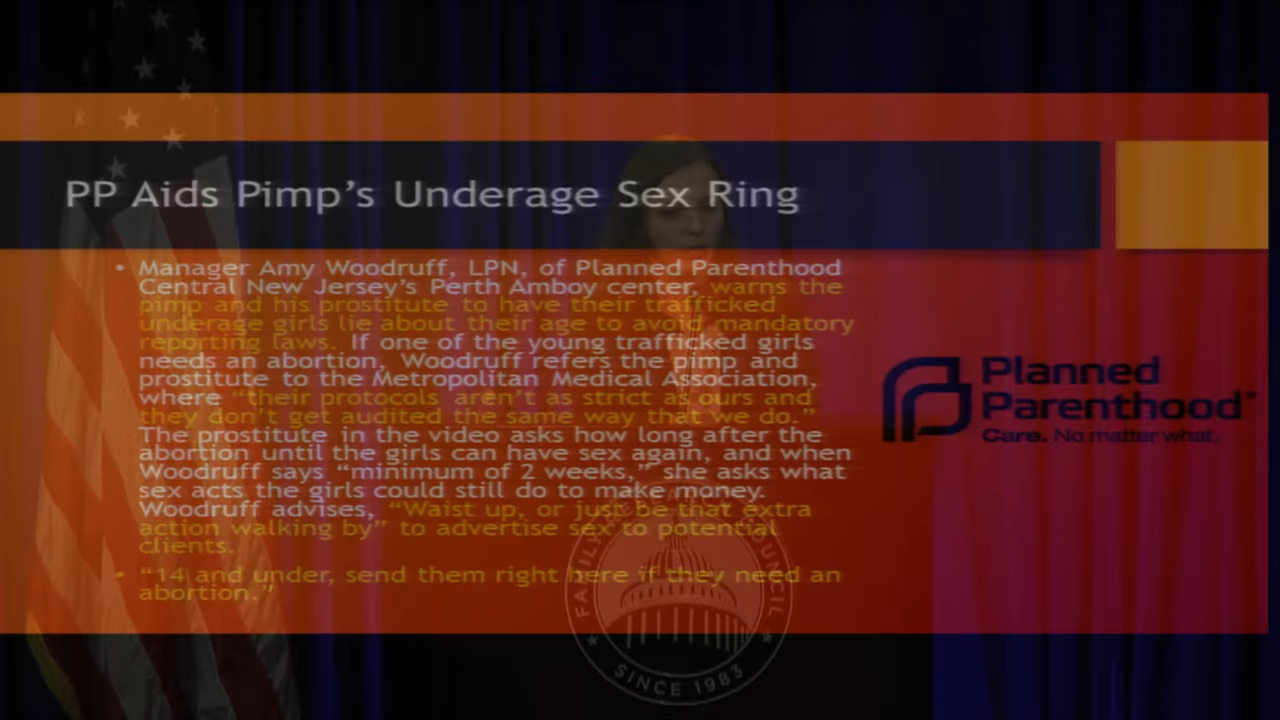 PP Aids Pimp's Underage Sex Ring
• Manager Amy Woodruff, LPN, of Planned Parenthood
Central New Jersey's Perth Amboy center, warns the
pimp and his prostitute to have their trafficked
underage girls lie about their age to avoid mandatory
reporting laws. If one of the young trafficked girls
needs an abortion, Woodruff refers the pimp and
prostitute to the Metropolitan Medical Association,
where “their protocols aren't as strict as ours and
they don't get audited the same way that we do.”
The prostitute in the video asks how long after the
abortion until the girls can have sex again, and when
Woodruff says “minimum of 2 weeks,” she asks what
sex acts the girls could still do to make money.
Woodruff advises, “Waist up, or just be that extra
action walking by” to advertise sex to potential
clients.
• “14 and under, send them right here if they need an
abortion.”
Planned
Parenthood®
Care. No matter what.
FAMILY RESEARCH COUNCIL
SINCE 1983